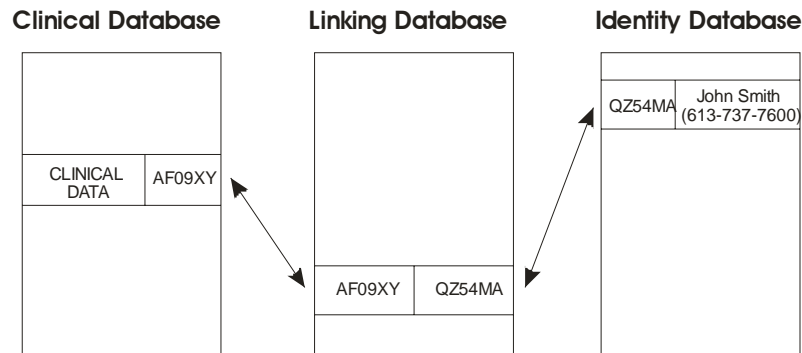 Clinical Database
Linking Database
Identity Database
QZ54MA
John Smith
(613-737-7600)
CLINICAL
DATA
AF09XY
AF09XY
QZ54MA